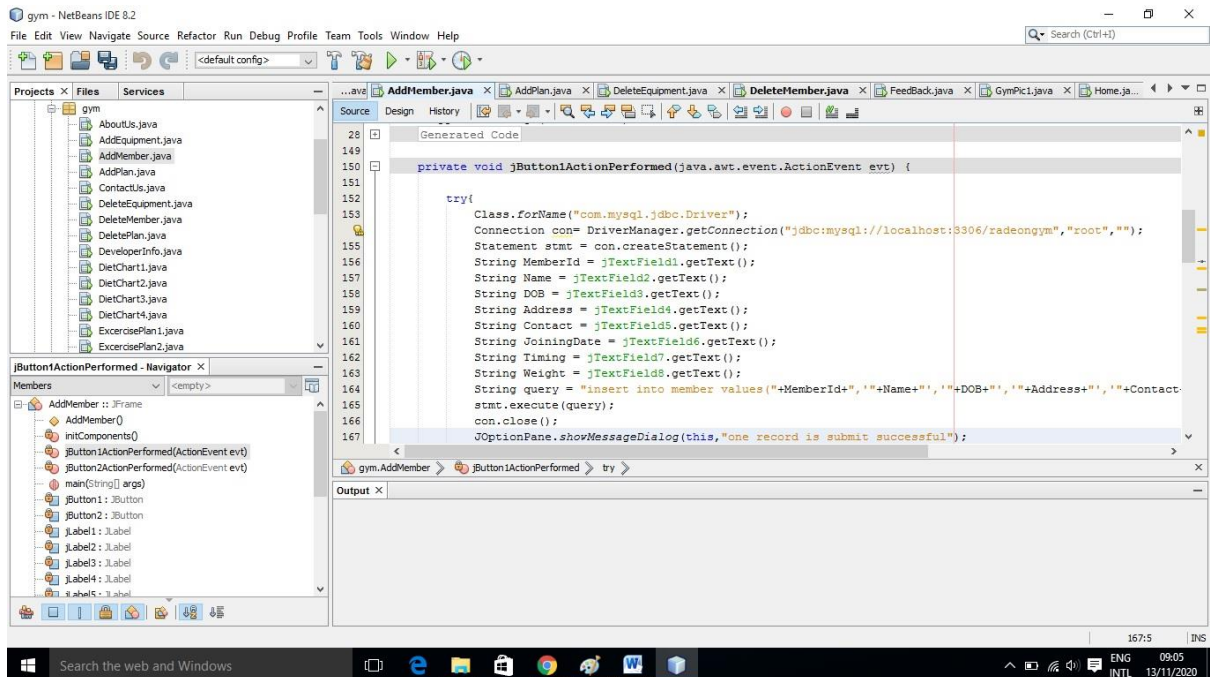 gym - NetBeans IDE 8.2
File Edit View Navigate Source Refactor Run Debug Profile Team Tools Window Help
Search (Ctrl+I)
<default config>
Projects Files Services
...ava AddMember.java AddPlan.java DeleteEquipment.java DeleteMember.java FeedBack.java GymPic1.java Home.ja...
Source Design History
gym
AboutUs.java
AddEquipment.java
AddMember.java
AddPlan.java
ContactUs.java
DeleteEquipment.java
DeleteMember.java
DeletePlan.java
DeveloperInfo.java
DietChart1.java
DietChart2.java
DietChart3.java
DietChart4.java
ExcercisePlan1.java
ExcercisePlan2.java
28 Generated Code
149
150 private void jButton1ActionPerformed(java.awt.event.ActionEvent evt) {
151
152 try{
153 Class.forName("com.mysql.jdbc.Driver");
Connection con= DriverManager.getConnection("jdbc:mysql://localhost:3306/radeongym","root","");
155 Statement stmt = con.createStatement();
156 String MemberId = jTextField1.getText();
157 String Name = jTextField2.getText();
158 String DOB = jTextField3.getText();
159 String Address = jTextField4.getText();
160 String Contact = jTextField5.getText();
161 String JoiningDate = jTextField6.getText();
162 String Timing = jTextField7.getText();
163 String Weight = jTextField8.getText();
164 String query = "insert into member values("+MemberId+",'"+Name+"','"+DOB+"','"+Address+"','"+Contact
165 stmt.execute(query);
166 con.close();
167 JOptionPane.showMessageDialog(this,"one record is submit successful");
gym.AddMember jButton1ActionPerformed try
jButton1ActionPerformed - Navigator
Members <empty>
AddMember :: JFrame
AddMember()
initComponents()
jButton1ActionPerformed(ActionEvent evt)
jButton2ActionPerformed(ActionEvent evt)
main(String[] args)
jButton1 : JButton
jButton2 : JButton
jLabel1 : JLabel
jLabel2 : JLabel
jLabel3 : JLabel
jLabel4 : JLabel
jLabel5 : JLabel
Output
167:5 INS
Search the web and Windows
ENG 09:05
INTL 13/11/2020